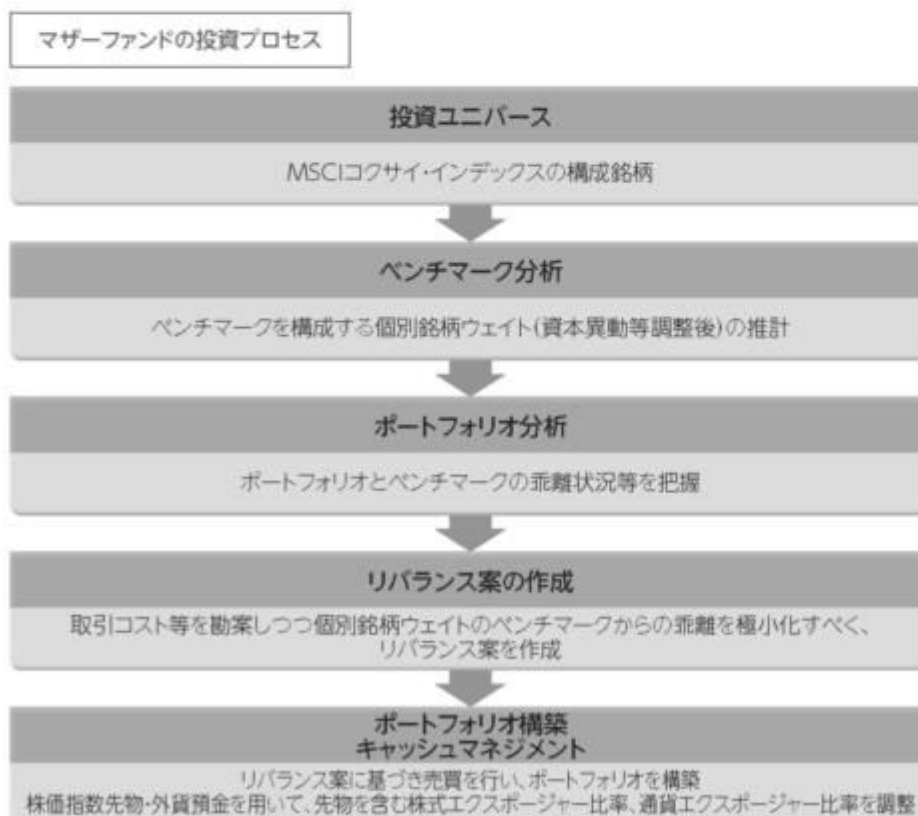 マザーファンドの投資プロセス
投資ユニバース
MSCIコクサイ・インデックスの構成銘柄
ベンチマーク分析
ベンチマークを構成する個別銘柄ウェイト(資本異動等調整後)の推計
ポートフォリオ分析
ポートフォリオとベンチマークの乖離状況等を把握
リバランス案の作成
取引コスト等を勘案しつつ個別銘柄ウェイトのベンチマークからの乖離を極小化すべく、
リバランス案を作成
ポートフォリオ構築
キャッシュマネジメント
リバランス案に基づき売買を行い、ポートフォリオを構築
株価指数先物・外貨預金を用いて、先物を含む株式エクスポージャー比率、通貨エクスポージャー比率を調整